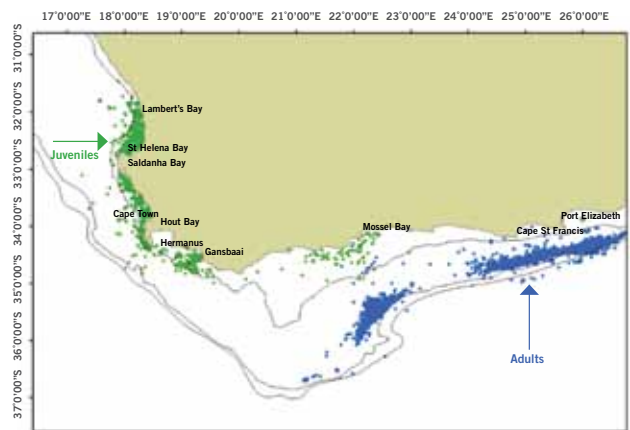 17°0'0"E 18°0'0"E 19°0'0"E 20°0'0"E 21°0'0"E 22°0'0"E 23°0'0"E 24°0'0"E 25°0'0"E 26°0'0"E
31°0'0"S
32°0'0"S
33°0'0"S
34°0'0"S
35°0'0"S
36°0'0"S
37°0'0"S
Lambert's Bay
St Helena Bay
Juveniles
Saldanha Bay
Cape Town
Hout Bay
Hermanus
Gansbaai
Mossel Bay
Port Elizabeth
Cape St Francis
Adults